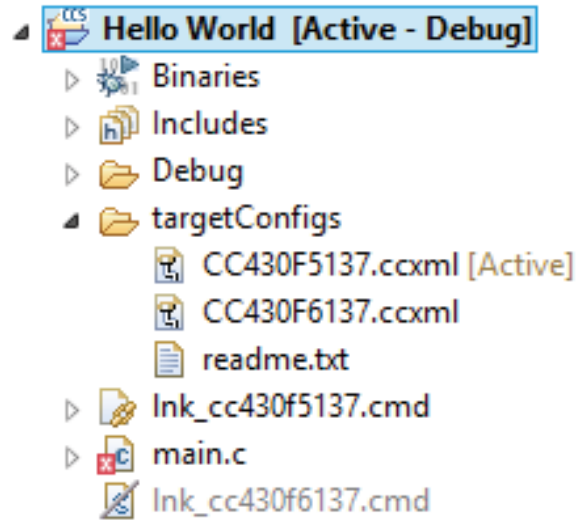 Hello World [Active - Debug]
Binaries
Includes
Debug
targetConfigs
CC430F5137.ccxml [Active]
CC430F6137.ccxml
readme.txt
lnk_cc430f5137.cmd
main.c
lnk_cc430f6137.cmd